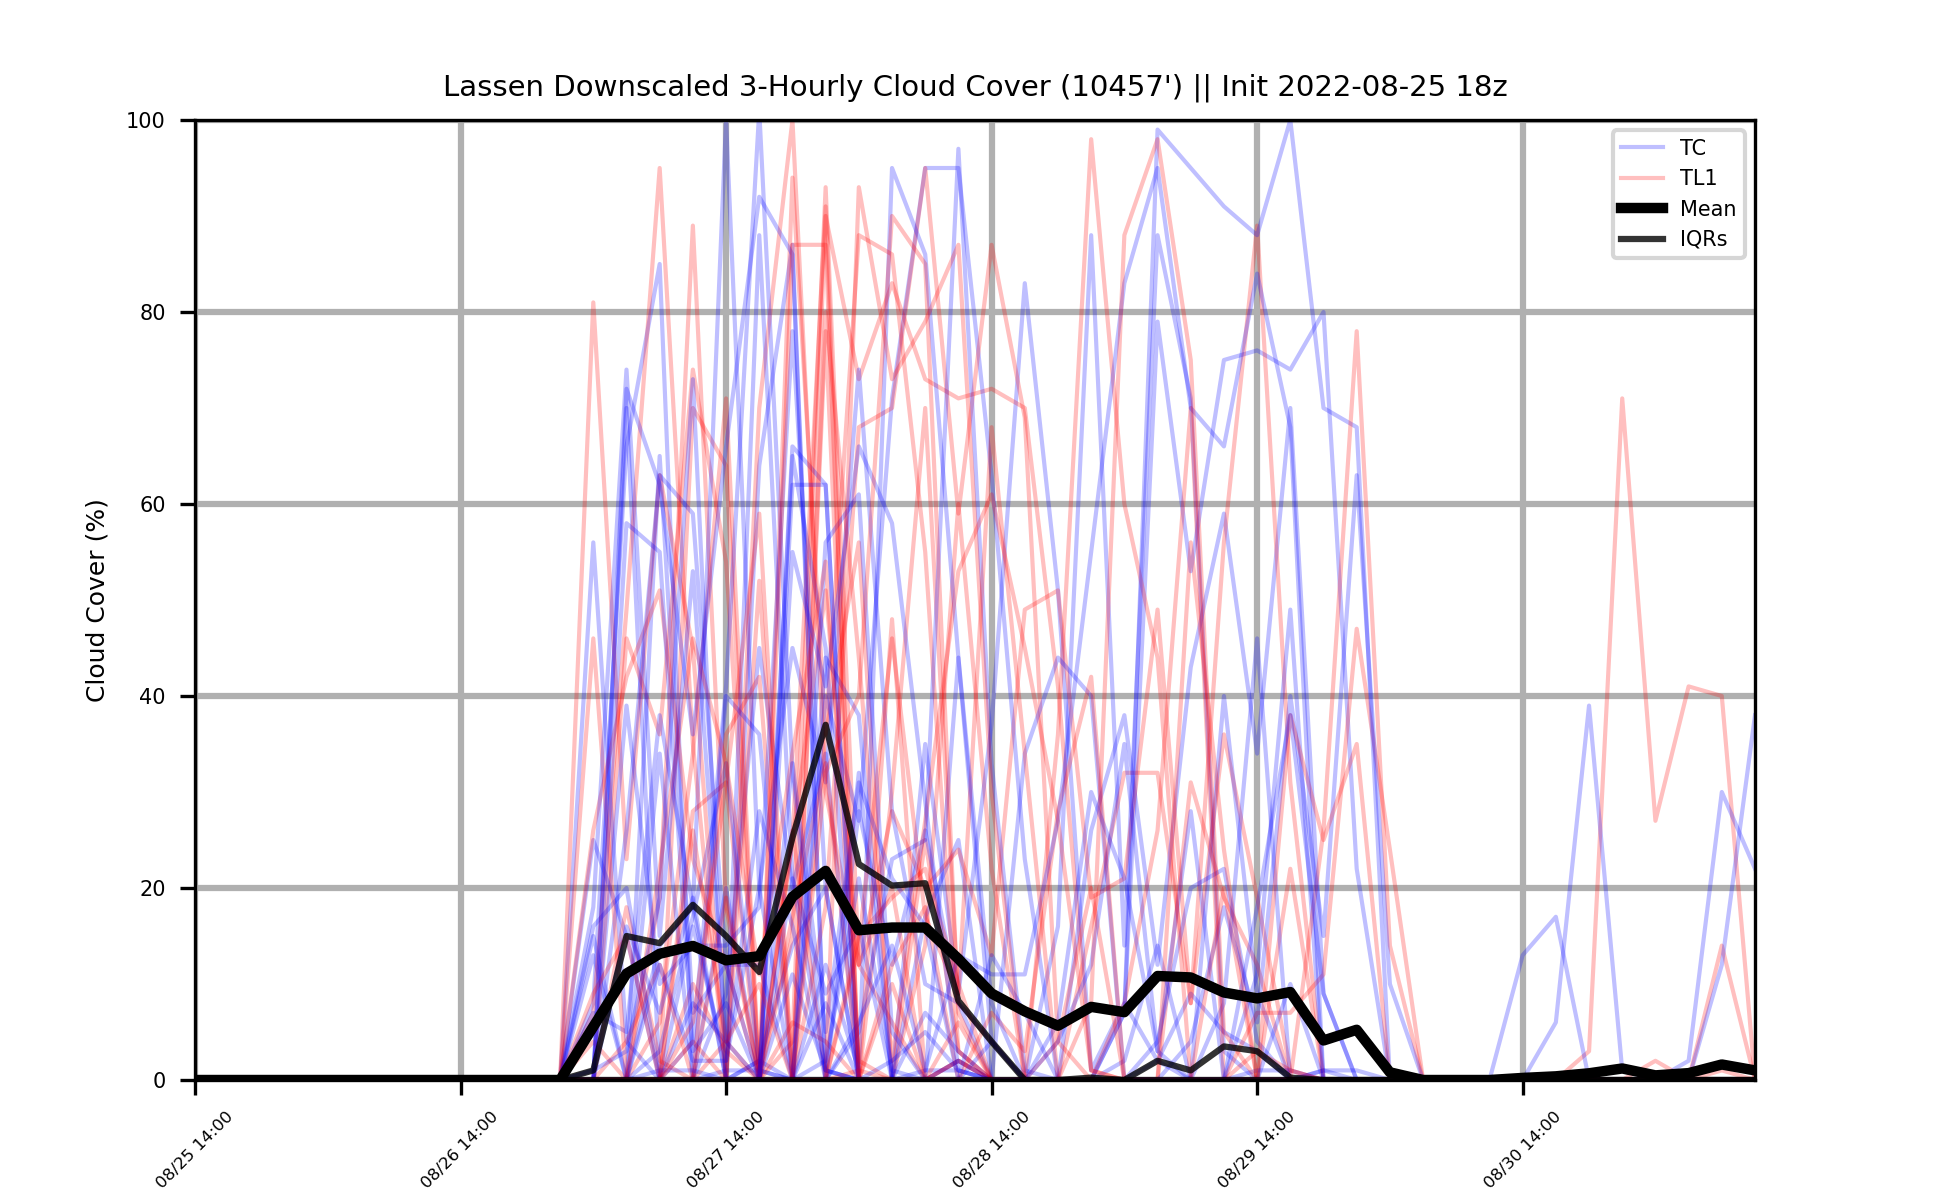 Lassen Downscaled 3-Hourly Cloud Cover (10457') || Init 2022-08-25 18z
100
80
60
40
20
0
Cloud Cover (%)
TC
TL1
Mean
IQRs
08/25 14:00
08/26 14:00
08/27 14:00
08/28 14:00
08/29 14:00
08/30 14:00